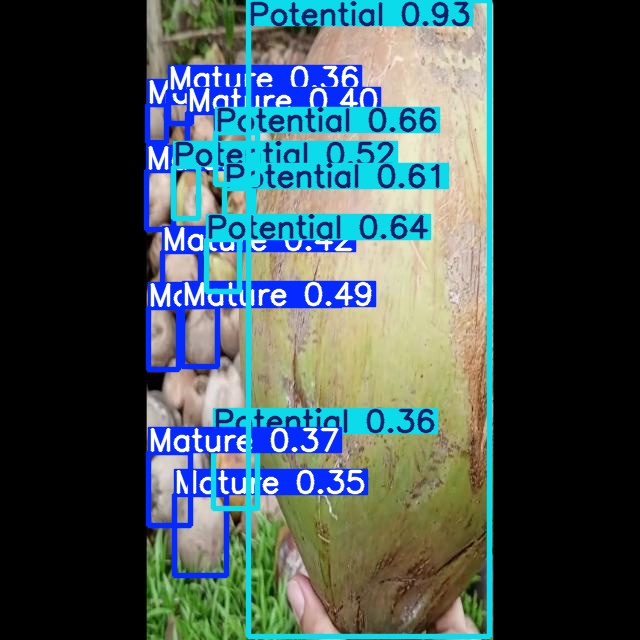 Potential 0.93
Mature 0.36
Mature 0.40
Potential 0.66
Potential 0.52
Potential 0.61
Potential 0.64
Mature 0.42
Mature 0.49
Potential 0.36
Mature 0.37
Mature 0.35